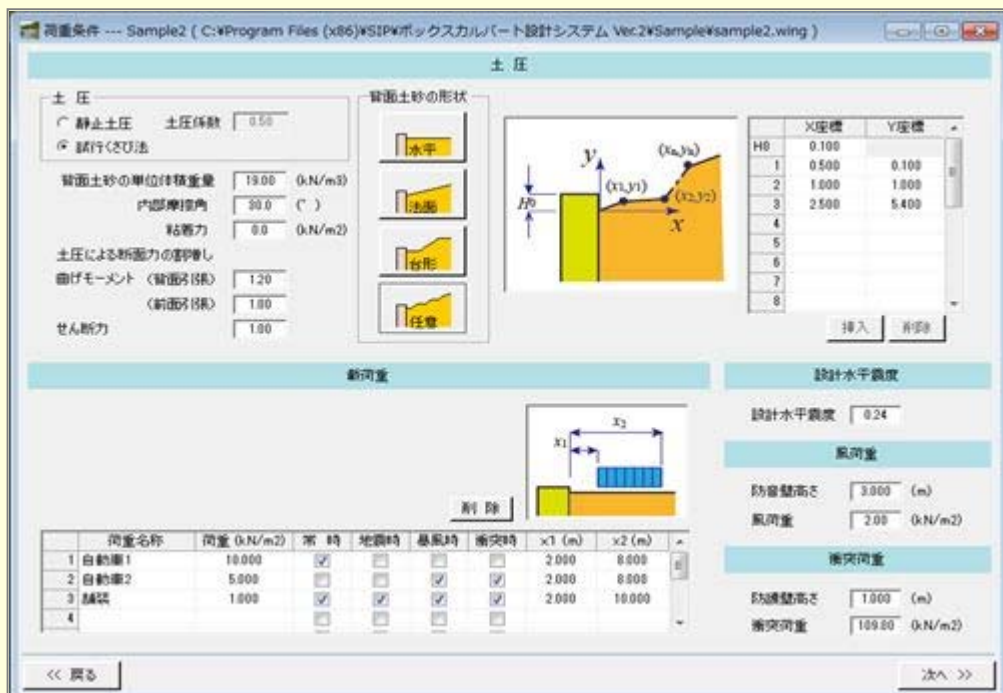 荷重条件 --- Sample2 ( C:¥Program Files (x86)¥SIP¥ボックスカルバート設計システム Ver.2¥Sample¥sample2.wing )
土 圧
土 圧
静止土圧 土圧係数 0.50
試行くさび法
背面土砂の単位体積重量 19.00 (kN/m3)
内部摩擦角 30.0 (°)
粘着力 0.0 (kN/m2)
土圧による断面力の割増し
曲げモーメント (背面引張) 1.20
(前面引張) 1.00
せん断力 1.00
背面土砂の形状
水平
法面
台形
任意
y
(xn,yn)
(x1,y1)
(x2,y2)
H0
x
X座標 Y座標
H0 0.100
1 0.500 0.100
2 1.000 1.000
3 2.500 5.400
4
5
6
7
8
挿入 削除
載荷重
x2
x1
削 除
荷重名称 荷重 (kN/m2) 常 時 地震時 暴風時 衝突時 x1 (m) x2 (m)
1 自動車1 10.000 2.000 8.000
2 自動車2 5.000 2.000 8.000
3 舗装 1.000 2.000 10.000
4
設計水平震度
設計水平震度 0.24
風荷重
防音壁高さ 3.000 (m)
風荷重 2.00 (kN/m2)
衝突荷重
防護壁高さ 1.000 (m)
衝突荷重 109.80 (kN/m2)
<< 戻る
次へ >>